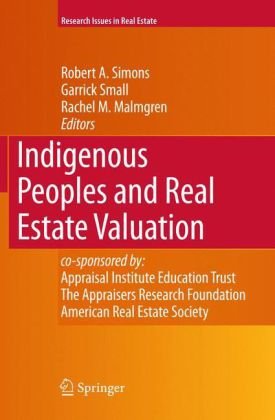 Research Issues in Real Estate
Robert A. Simons
Garrick Small
Rachel M. Malmgren
Editors
Indigenous
Peoples and Real
Estate Valuation
co-sponsored by:
Appraisal Institute Education Trust
The Appraisers Research Foundation
American Real Estate Society
Springer